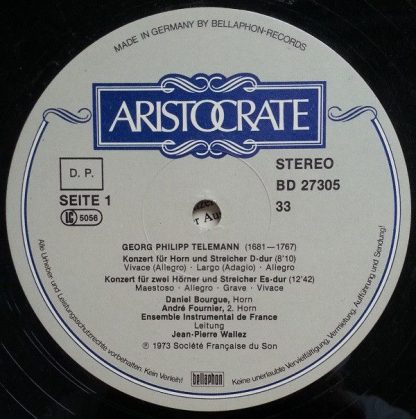 MADE IN GERMANY BY BELLAPHON-RECORDS
ARISTOCRATE
D. P.
STEREO
BD 27305
SEITE 1
33
LC 5056
GEORG PHILIPP TELEMANN (1681—1767)
Konzert für Horn und Streicher D-dur (8'10)
Vivace (Allegro) · Largo (Adagio) · Allegro
Konzert für zwei Hörner und Streicher Es-dur (12'42)
Maestoso · Allegro · Grave · Vivace
Daniel Bourgue, Horn
André Fournier, 2. Horn
Ensemble Instrumental de France
Leitung
Jean-Pierre Wallez
℗ 1973 Société Française du Son
bellaphon
Alle Urheber- und Leistungsschutzrechte vorbehalten. Kein Verleih! Keine unerlaubte Vervielfältigung, Vermietung, Aufführung und Sendung!